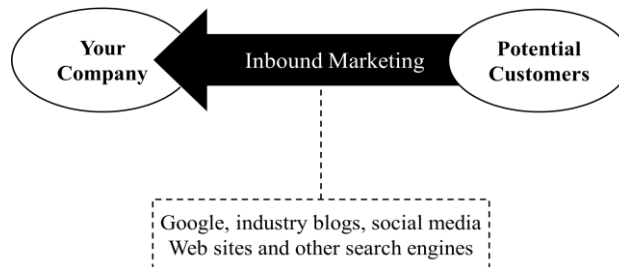 Your
Company
Inbound Marketing
Potential
Customers
Google, industry blogs, social media
Web sites and other search engines